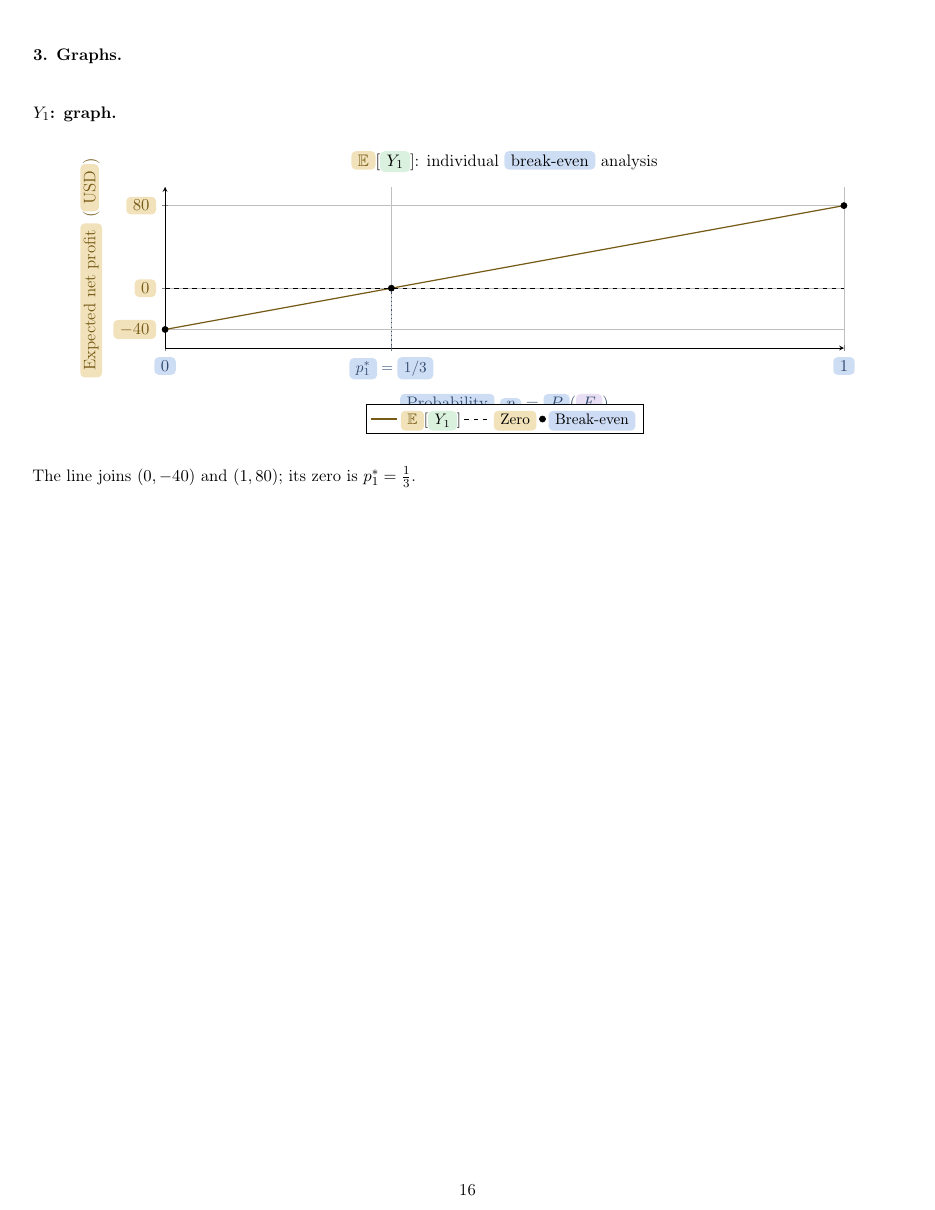 3. Graphs.
Y₁: graph.
𝔼[Y₁]: individual break-even analysis
Expected net profit (USD)
80
0
−40
0
p₁* = 1/3
1
Probability p = P(E)
𝔼[Y₁] Zero Break-even
The line joins (0, −40) and (1, 80); its zero is p₁* = 1/3.
16